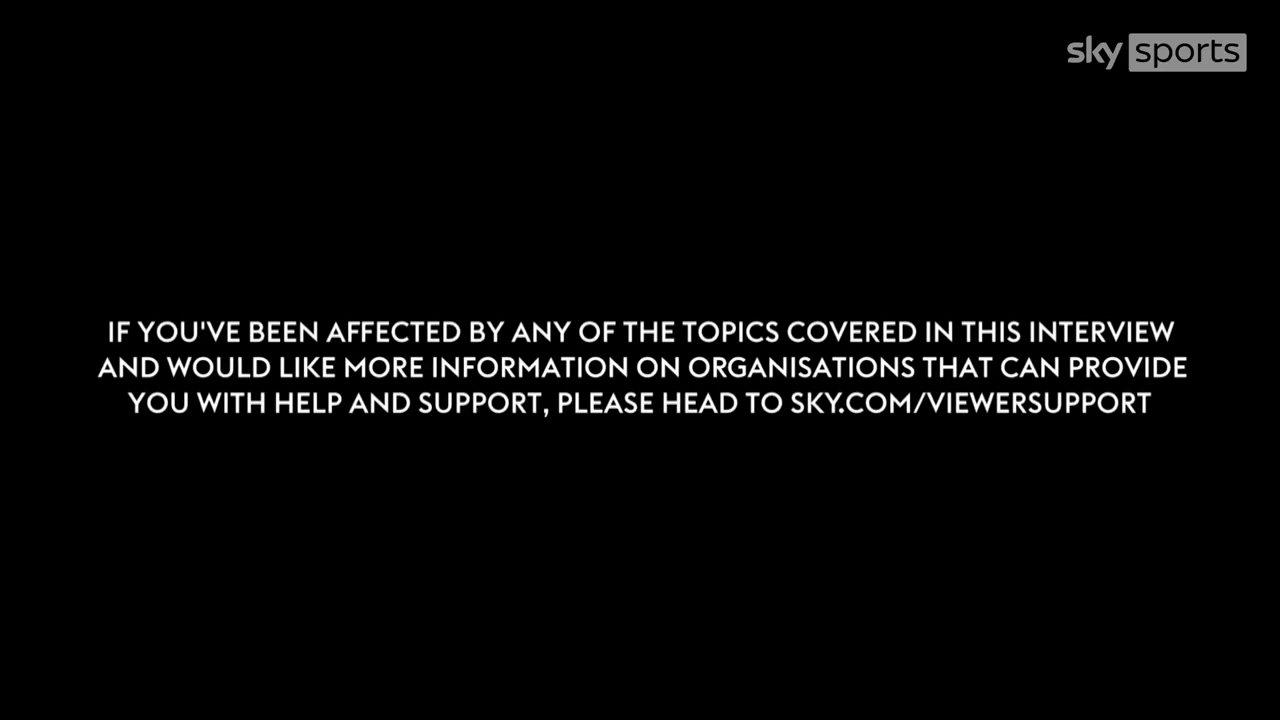 sky sports
IF YOU'VE BEEN AFFECTED BY ANY OF THE TOPICS COVERED IN THIS INTERVIEW
AND WOULD LIKE MORE INFORMATION ON ORGANISATIONS THAT CAN PROVIDE
YOU WITH HELP AND SUPPORT, PLEASE HEAD TO SKY.COM/VIEWERSUPPORT